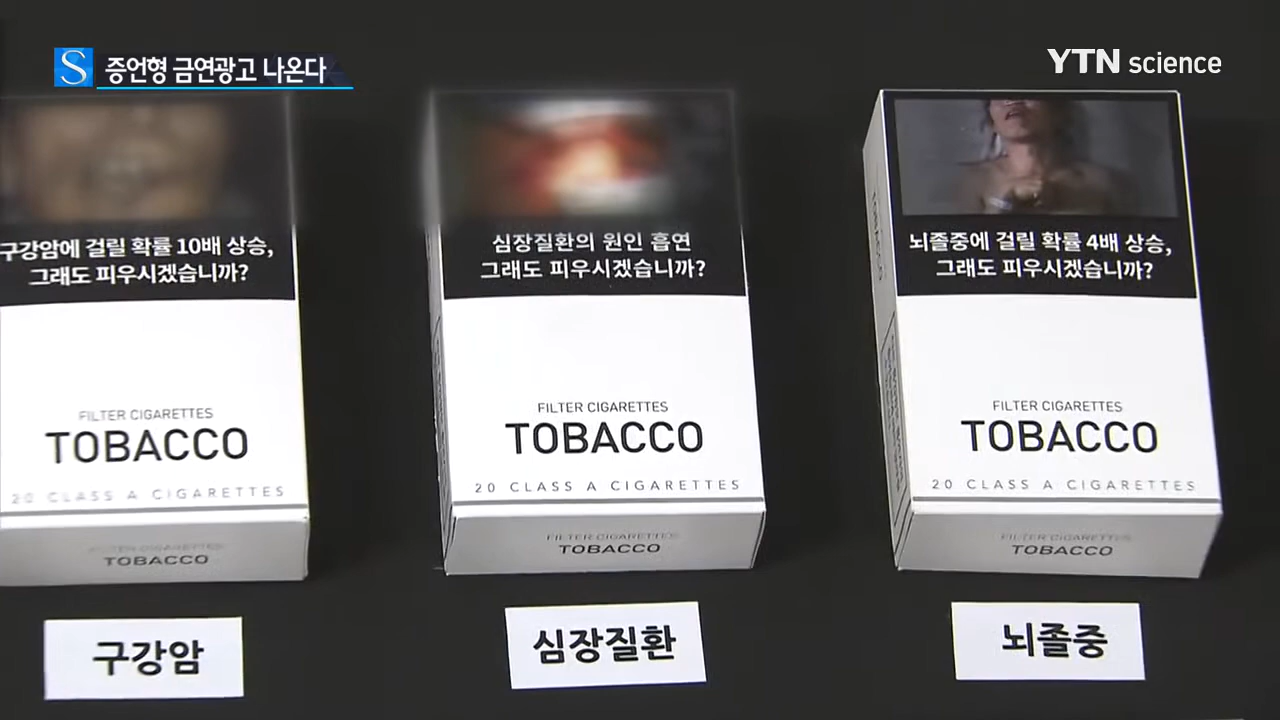 S 증언형 금연광고 나온다
YTN science
구강암에 걸릴 확률 10배 상승,
그래도 피우시겠습니까?
FILTER CIGARETTES
TOBACCO
20 CLASS A CIGARETTES
FILTER CIGARETTES
TOBACCO
구강암
심장질환의 원인 흡연
그래도 피우시겠습니까?
FILTER CIGARETTES
TOBACCO
20 CLASS A CIGARETTES
FILTER CIGARETTES
TOBACCO
심장질환
뇌졸중에 걸릴 확률 4배 상승,
그래도 피우시겠습니까?
FILTER CIGARETTES
TOBACCO
20 CLASS A CIGARETTES
FILTER CIGARETTES
TOBACCO
TOBACCO
뇌졸중